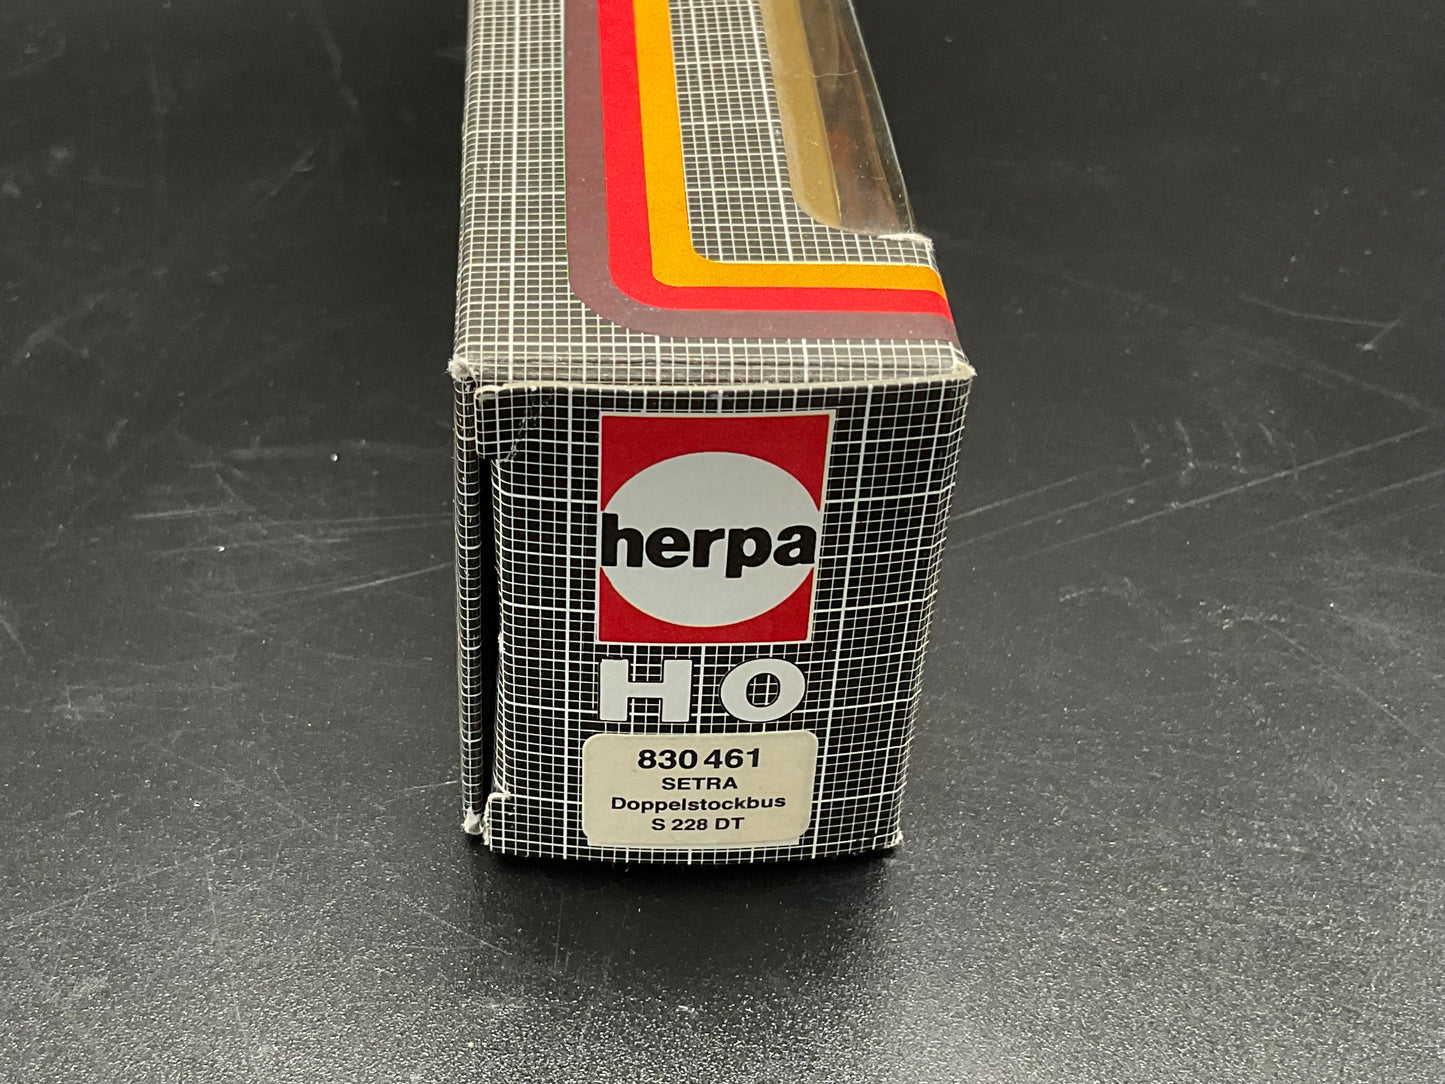 herpa
HO
830 461
SETRA
Doppelstockbus
S 228 DT